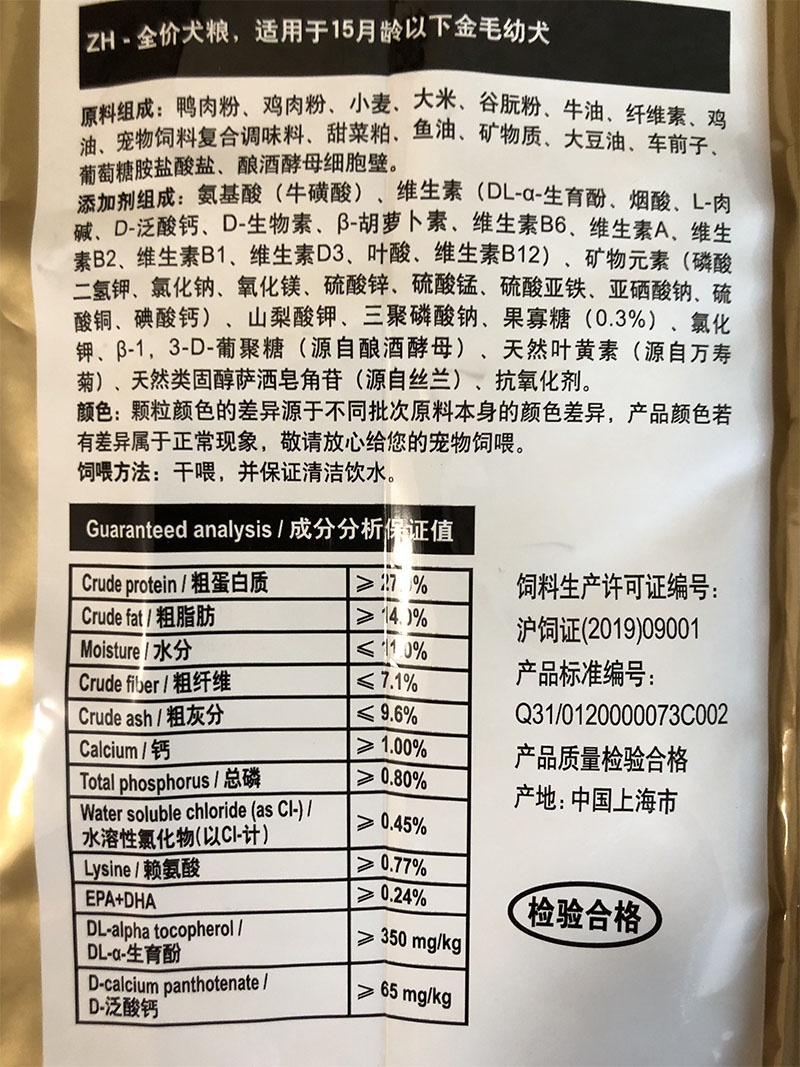 ZH - 全价犬粮，适用于15月龄以下金毛幼犬
原料组成：鸭肉粉、鸡肉粉、小麦、大米、谷朊粉、牛油、纤维素、鸡
油、宠物饲料复合调味料、甜菜粕、鱼油、矿物质、大豆油、车前子、
葡萄糖胺盐酸盐、酿酒酵母细胞壁。
添加剂组成：氨基酸（牛磺酸）、维生素（DL-α-生育酚、烟酸、L-肉
碱、D-泛酸钙、D-生物素、β-胡萝卜素、维生素B6、维生素A、维生
素B2、维生素B1、维生素D3、叶酸、维生素B12）、矿物元素（磷酸
二氢钾、氯化钠、氧化镁、硫酸锌、硫酸锰、硫酸亚铁、亚硒酸钠、硫
酸铜、碘酸钙）、山梨酸钾、三聚磷酸钠、果寡糖（0.3%）、氯化
钾、β-1，3-D-葡聚糖（源自酿酒酵母）、天然叶黄素（源自万寿
菊）、天然类固醇萨洒皂角苷（源自丝兰）、抗氧化剂。
颜色：颗粒颜色的差异源于不同批次原料本身的颜色差异，产品颜色若
有差异属于正常现象，敬请放心给您的宠物饲喂。
饲喂方法：干喂，并保证清洁饮水。
Guaranteed analysis / 成分分析保证值
Crude protein / 粗蛋白质 ⩾ 27.0%
Crude fat / 粗脂肪 ⩾ 14.0%
Moisture / 水分 ⩽ 11.0%
Crude fiber / 粗纤维 ⩽ 7.1%
Crude ash / 粗灰分 ⩽ 9.6%
Calcium / 钙 ⩾ 1.00%
Total phosphorus / 总磷 ⩾ 0.80%
Water soluble chloride (as Cl-) /
水溶性氯化物(以Cl-计) ⩾ 0.45%
Lysine / 赖氨酸 ⩾ 0.77%
EPA+DHA ⩾ 0.24%
DL-alpha tocopherol /
DL-α-生育酚 ⩾ 350 mg/kg
D-calcium panthotenate /
D-泛酸钙 ⩾ 65 mg/kg
饲料生产许可证编号：
沪饲证(2019)09001
产品标准编号：
Q31/0120000073C002
产品质量检验合格
产地：中国上海市
检验合格